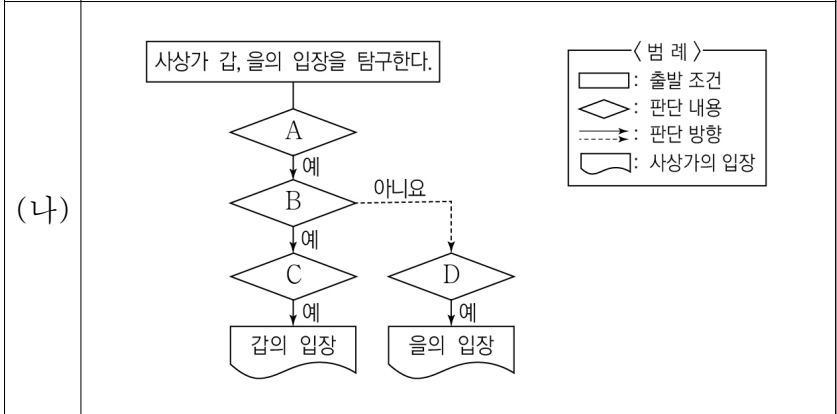 (나)
사상가 갑, 을의 입장을 탐구한다.
A
예
B
아니요
예
C
D
예
예
갑의 입장
을의 입장
〈범 례〉
: 출발 조건
: 판단 내용
: 판단 방향
: 사상가의 입장